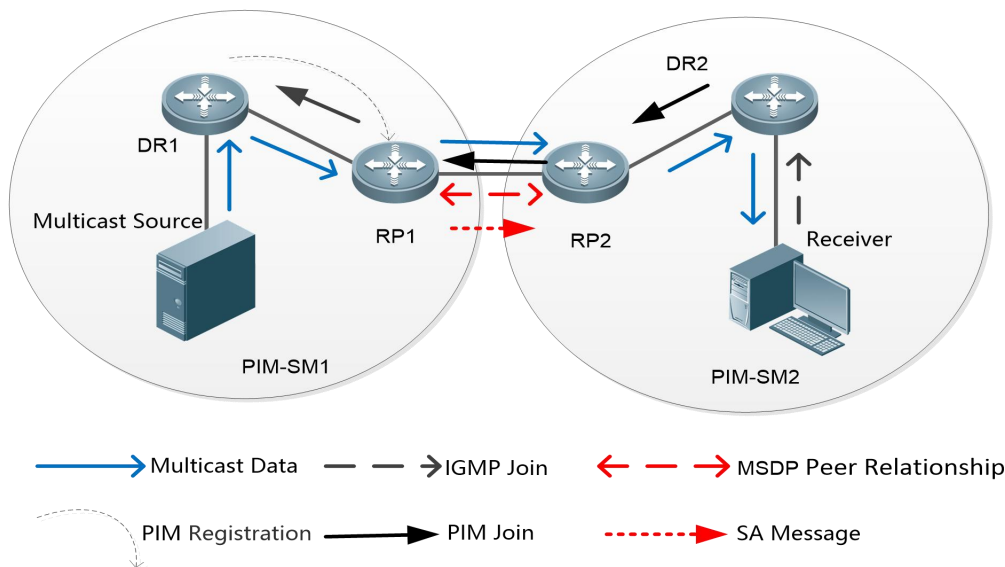 DR2
DR1
Multicast Source
RP1
RP2
Receiver
PIM-SM1
PIM-SM2
Multicast Data
IGMP Join
MSDP Peer Relationship
PIM Registration
PIM Join
SA Message